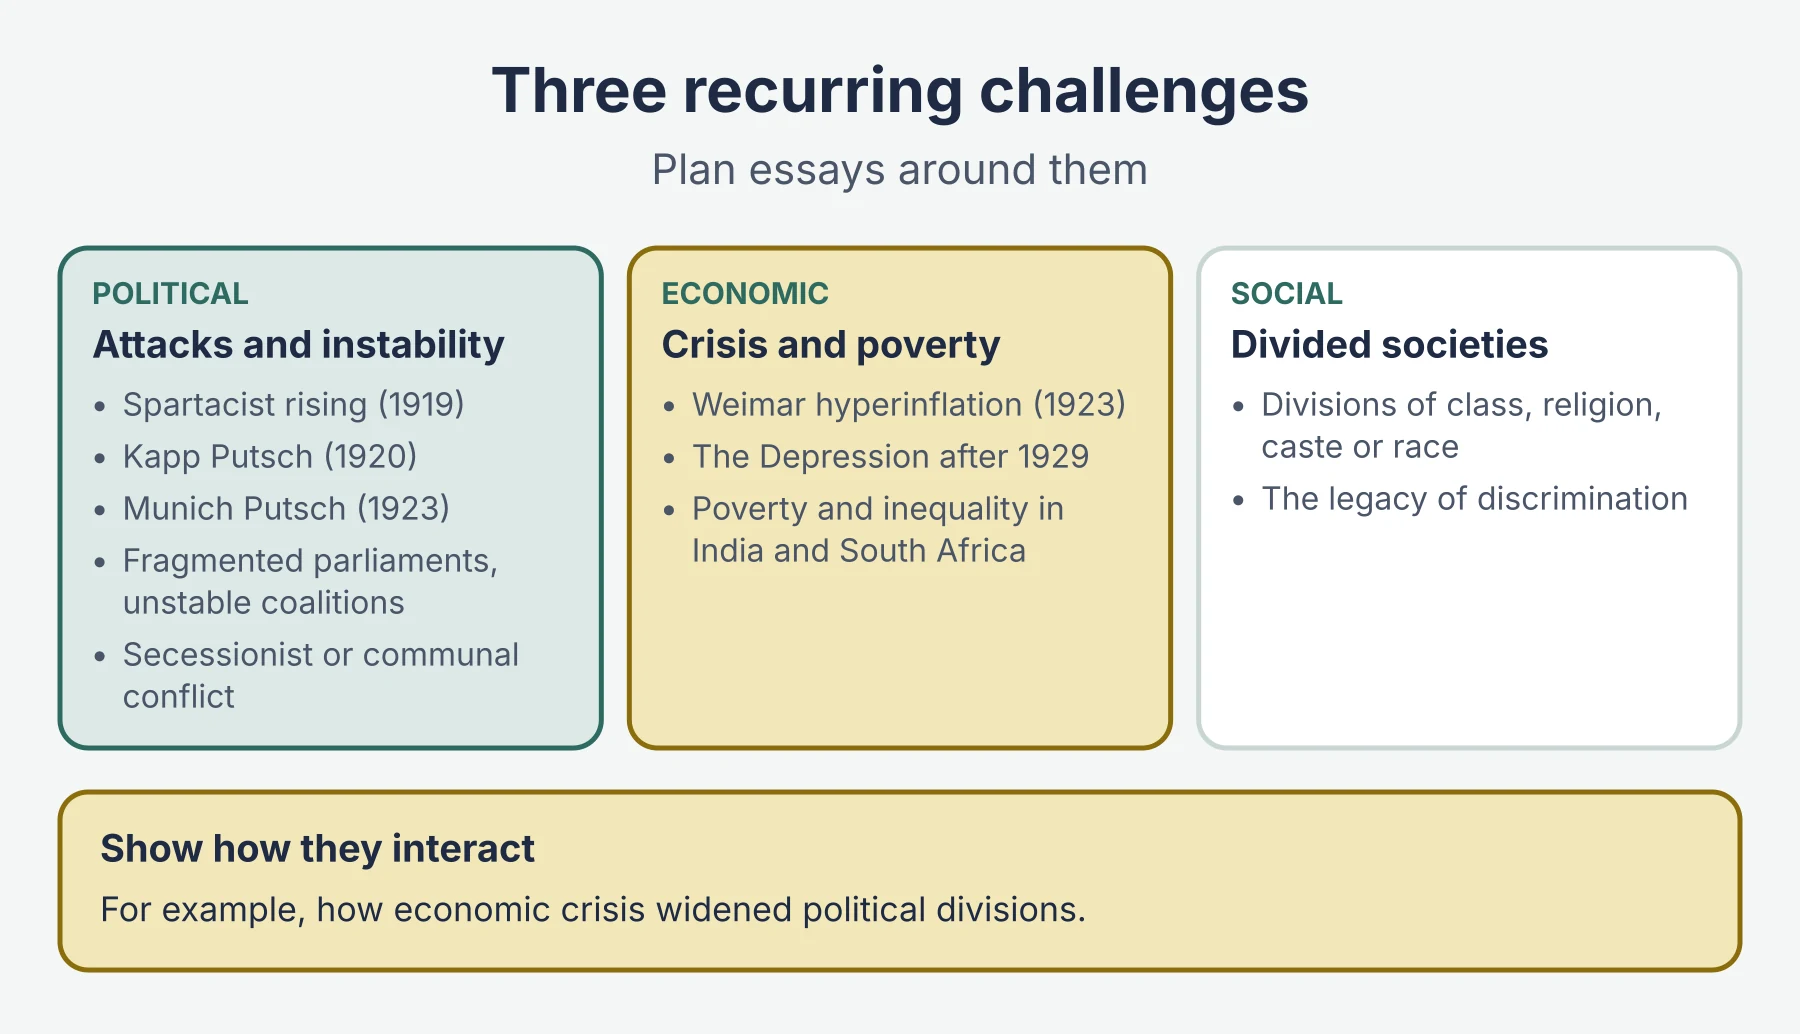 Three recurring challenges
Plan essays around them
POLITICAL
Attacks and instability
• Spartacist rising (1919)
• Kapp Putsch (1920)
• Munich Putsch (1923)
• Fragmented parliaments,
unstable coalitions
• Secessionist or communal
conflict
ECONOMIC
Crisis and poverty
• Weimar hyperinflation (1923)
• The Depression after 1929
• Poverty and inequality in
India and South Africa
SOCIAL
Divided societies
• Divisions of class, religion,
caste or race
• The legacy of discrimination
Show how they interact
For example, how economic crisis widened political divisions.